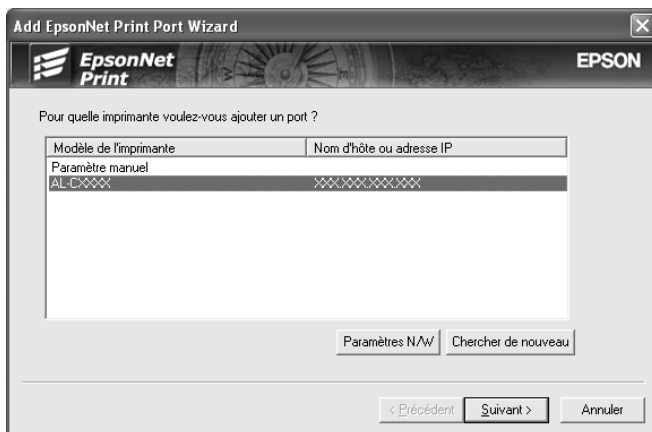 Add EpsonNet Print Port Wizard
EpsonNet
Print
EPSON
Pour quelle imprimante voulez-vous ajouter un port ?
Modèle de l'imprimante Nom d'hôte ou adresse IP
Paramètre manuel
AL-CXXXX XXX.XXX.XXX.XXX
Paramètres N/W Chercher de nouveau
< Précédent Suivant > Annuler